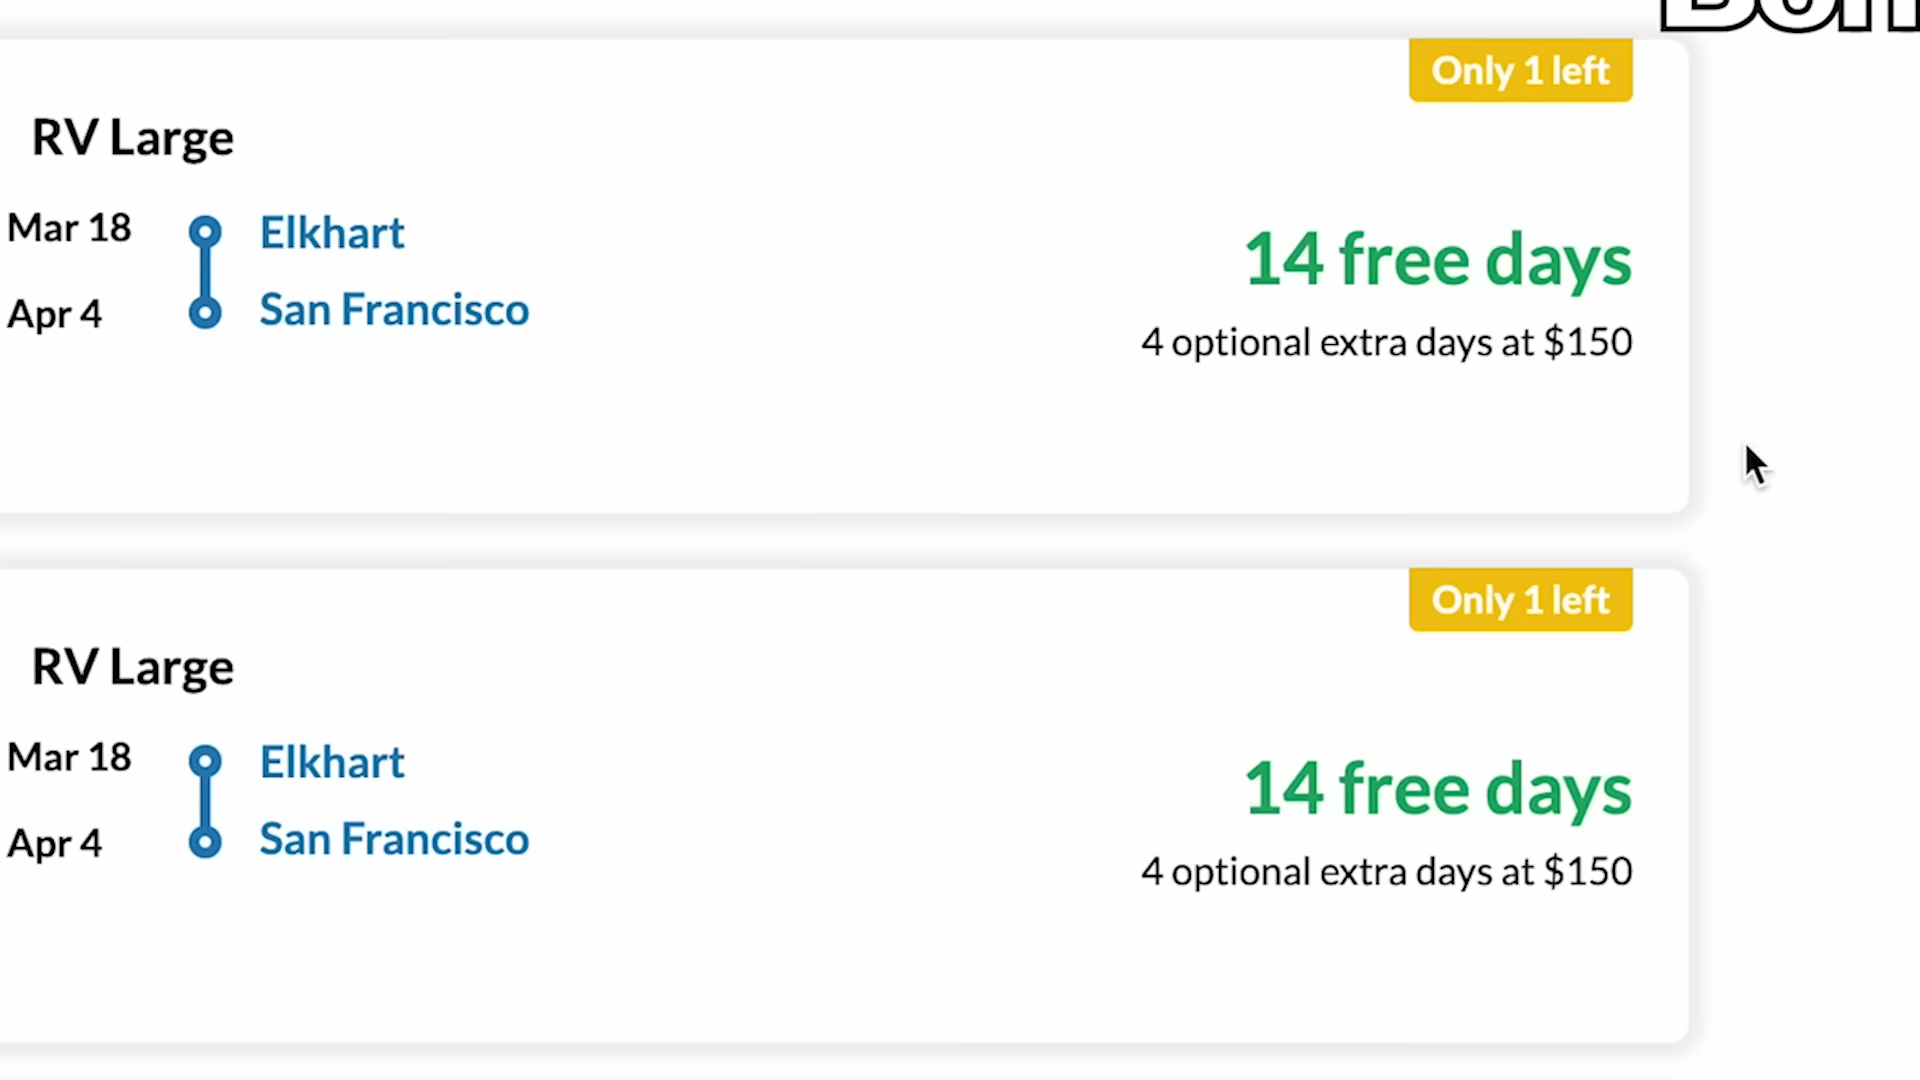 Only 1 left
RV Large
Mar 18
Elkhart
14 free days
Apr 4
San Francisco
4 optional extra days at $150
Only 1 left
RV Large
Mar 18
Elkhart
14 free days
Apr 4
San Francisco
4 optional extra days at $150